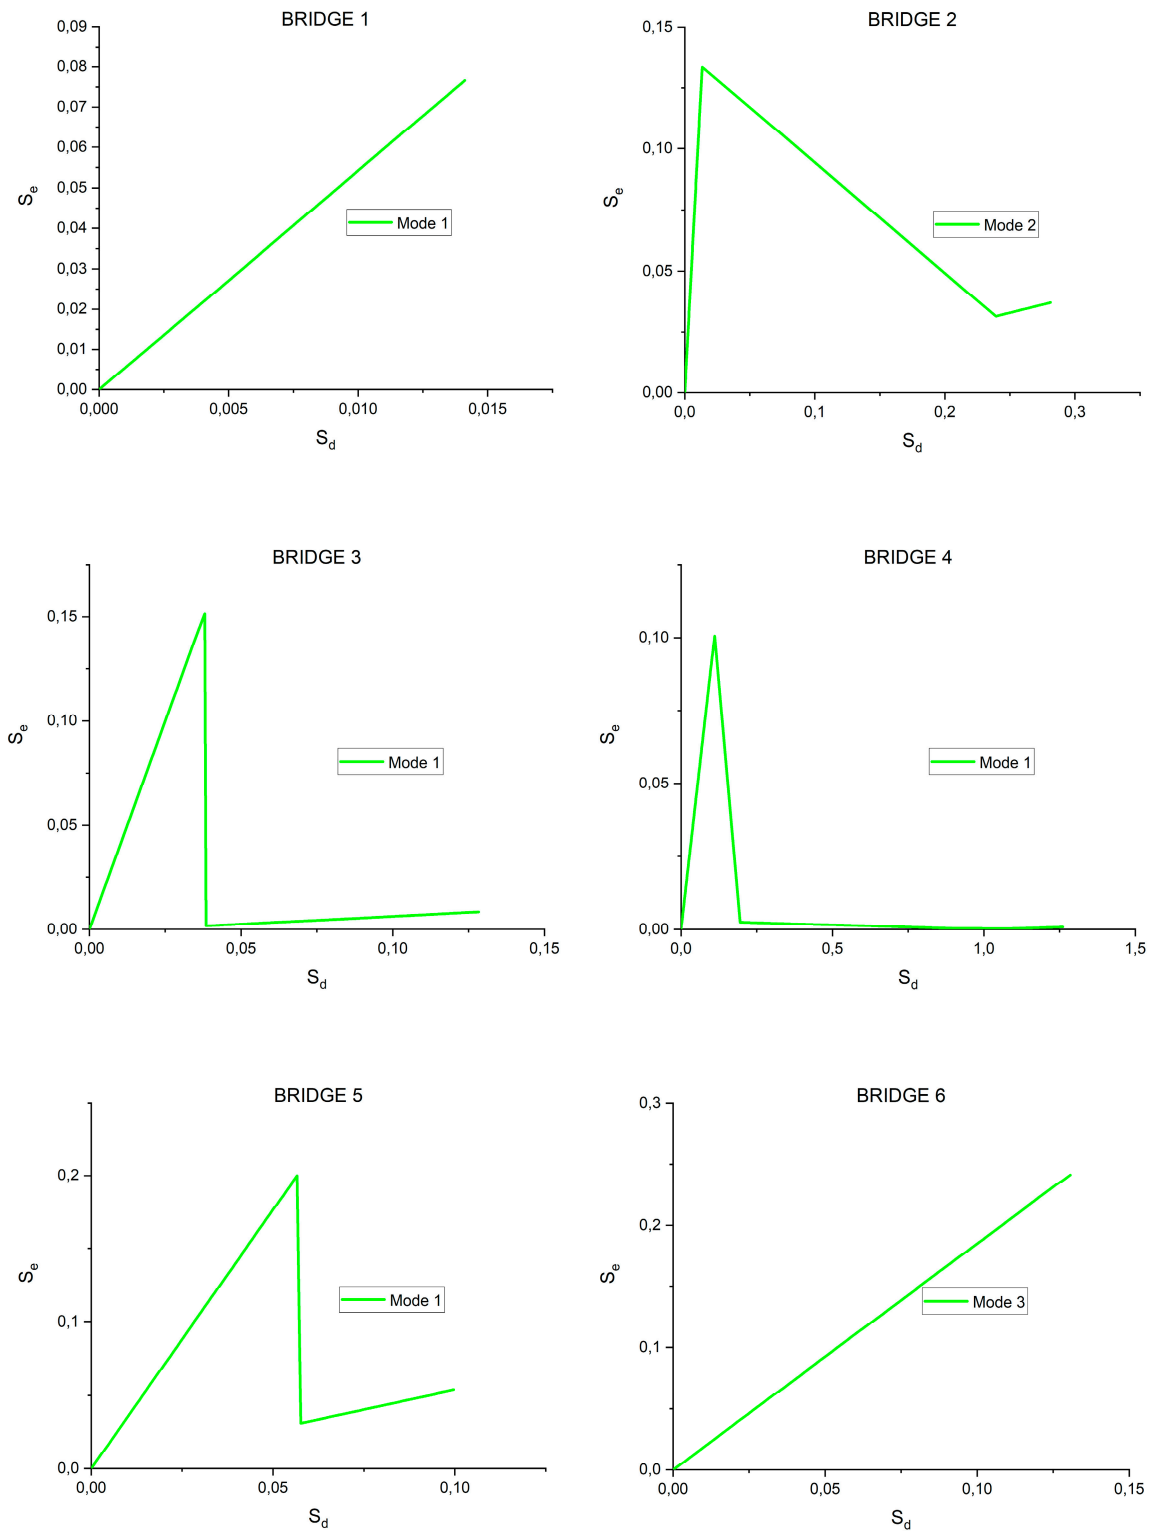 BRIDGE 1
0,09
0,08
0,07
0,06
0,05
0,04
0,03
0,02
0,01
0,00
Se
Mode 1
0,000 0,005 0,010 0,015
Sd
BRIDGE 2
0,15
0,10
0,05
0,00
Se
Mode 2
0,0 0,1 0,2 0,3
Sd
BRIDGE 3
0,15
0,10
0,05
0,00
Se
Mode 1
0,00 0,05 0,10 0,15
Sd
BRIDGE 4
0,10
0,05
0,00
Se
Mode 1
0,0 0,5 1,0 1,5
Sd
BRIDGE 5
0,2
0,1
0,0
Se
Mode 1
0,00 0,05 0,10
Sd
BRIDGE 6
0,3
0,2
0,1
0,0
Se
Mode 3
0,00 0,05 0,10 0,15
Sd